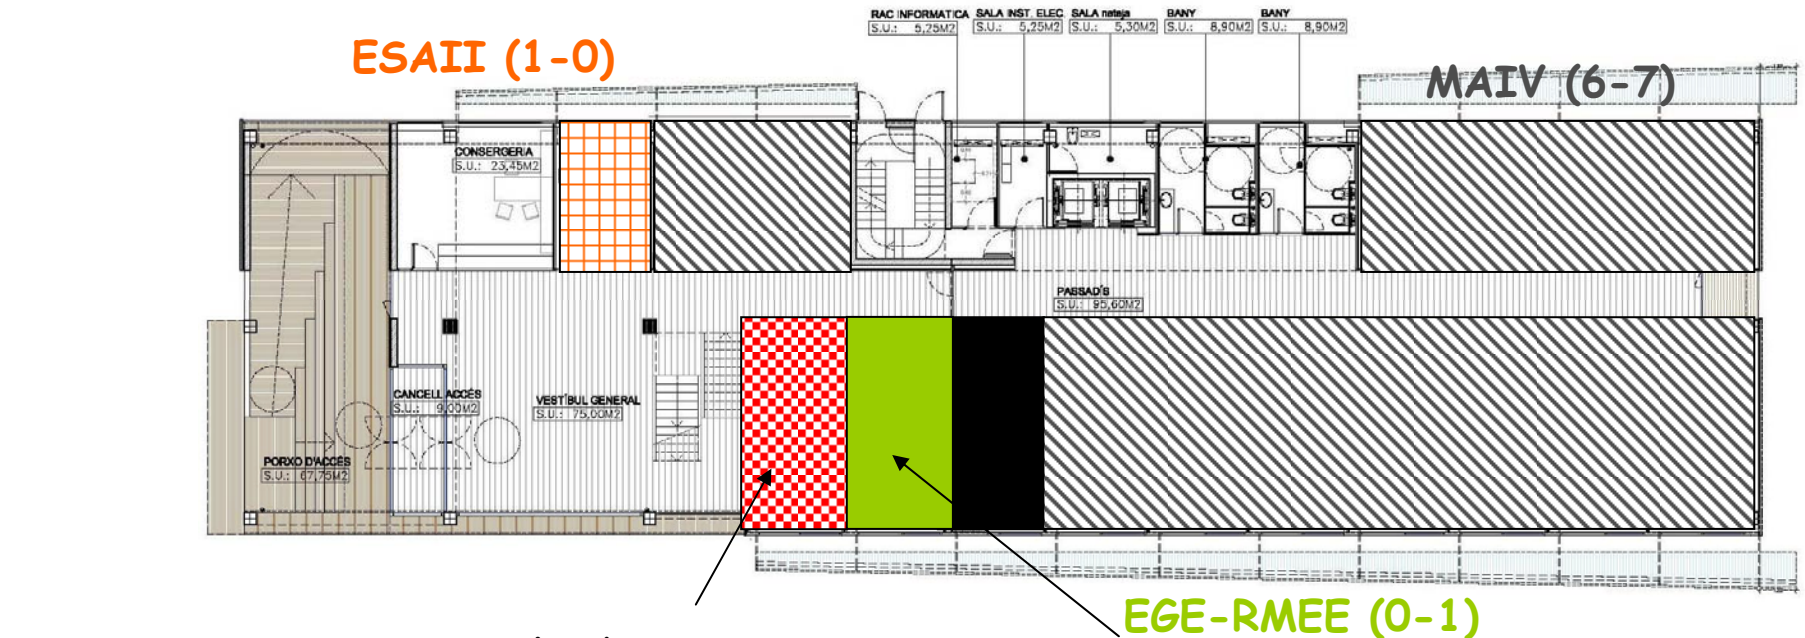 RAC INFORMATICA
S.U.: 5,25M2
SALA INST. ELEC.
S.U.: 5,25M2
SALA neteja
S.U.: 5,30M2
BANY
S.U.: 8,90M2
BANY
S.U.: 8,90M2
ESAII (1-0)
MAIV (6-7)
CONSERGERIA
S.U.: 23,45M2
PASSADÍS
S.U.: 95,60M2
CANCELL ACCÉS
S.U.: 9,00M2
VESTÍBUL GENERAL
S.U.: 75,00M2
PORXO D'ACCÉS
S.U.: 67,75M2
EGE-RMEE (0-1)